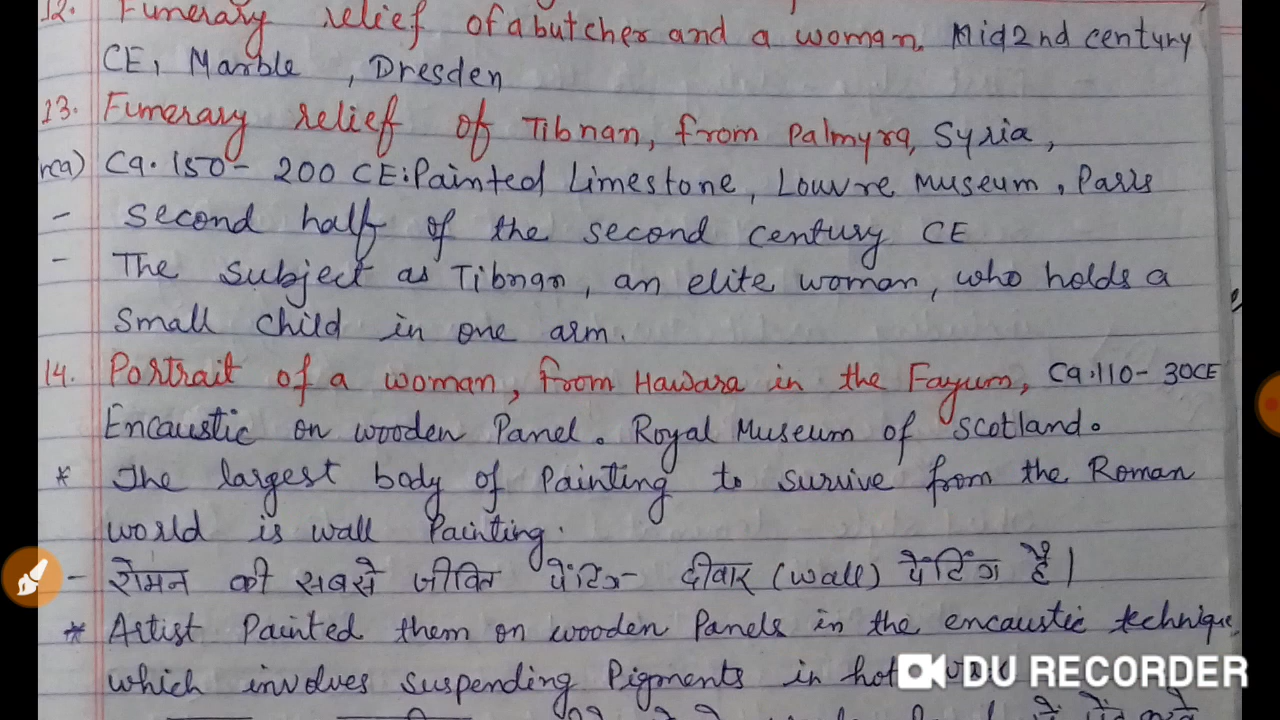 12. Funerary relief of a butcher and a woman. Mid 2nd century
CE, Marble , Dresden
13. Funerary relief of Tibnan, from Palmyra, Syria,
Ca. 150- 200 CE: Painted Limestone, Louvre Museum, Paris
- second half of the second century CE
- The subject as Tibnan, an elite woman, who holds a
small child in one arm.
14. Portrait of a woman, from Hawara in the Fayum, Ca. 110- 30CE
Encaustic on wooden Panel. Royal Museum of Scotland.
* The largest body of Painting to survive from the Roman
world is wall Painting.
- रोमन की सबसे जीवित पेंटिंग दीवार (wall) पेंटिंग है।
* Artist Painted them on wooden Panels in the encaustic technique
which involves suspending Pigments in hot
DU RECORDER